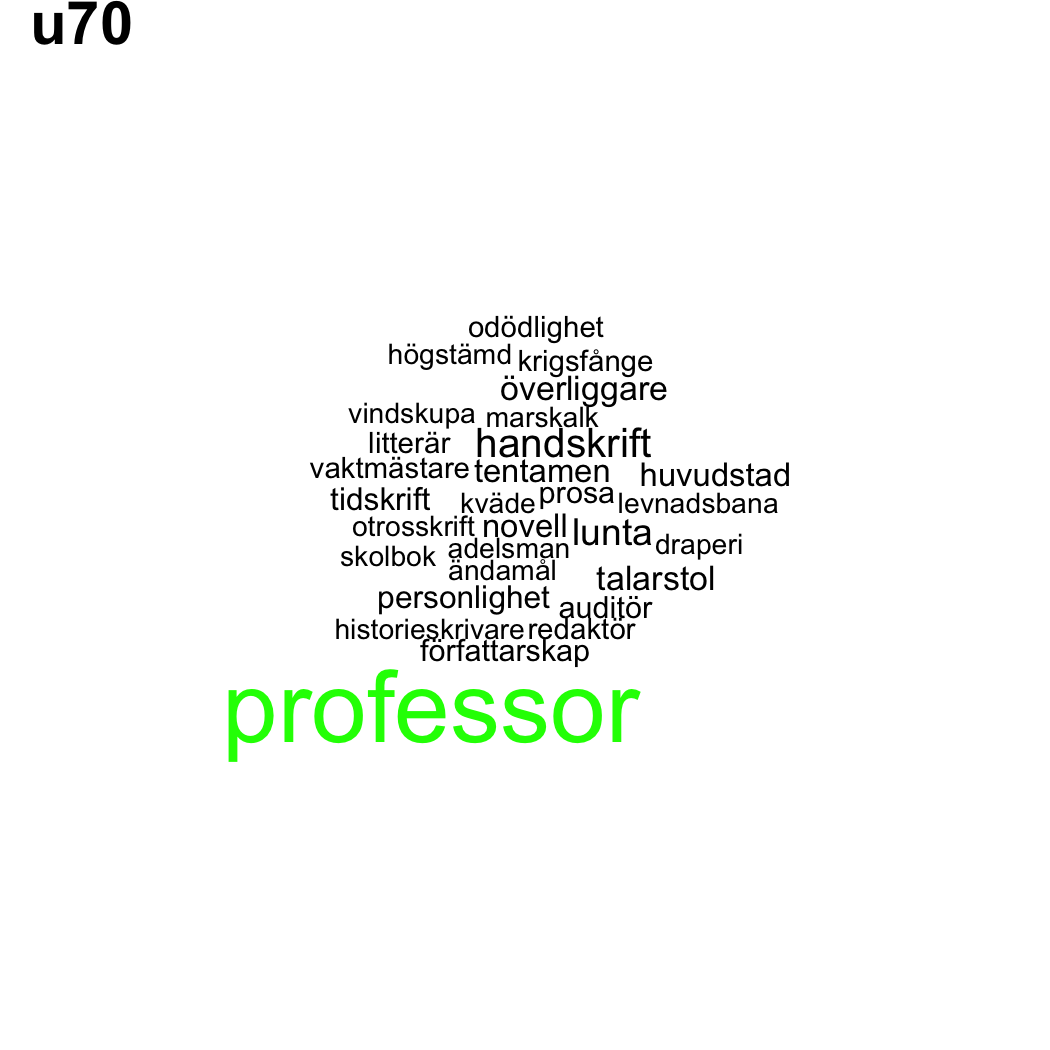 u70
odödlighet
högstämd krigsfånge
överliggare
vindskupa marskalk
litterär handskrift
vaktmästare tentamen huvudstad
tidskrift kväde prosa levnadsbana
otrosskrift novell lunta draperi
skolbok adelsman
ändamål talarstol
personlighet auditör
historieskrivare redaktör
författarskap
professor